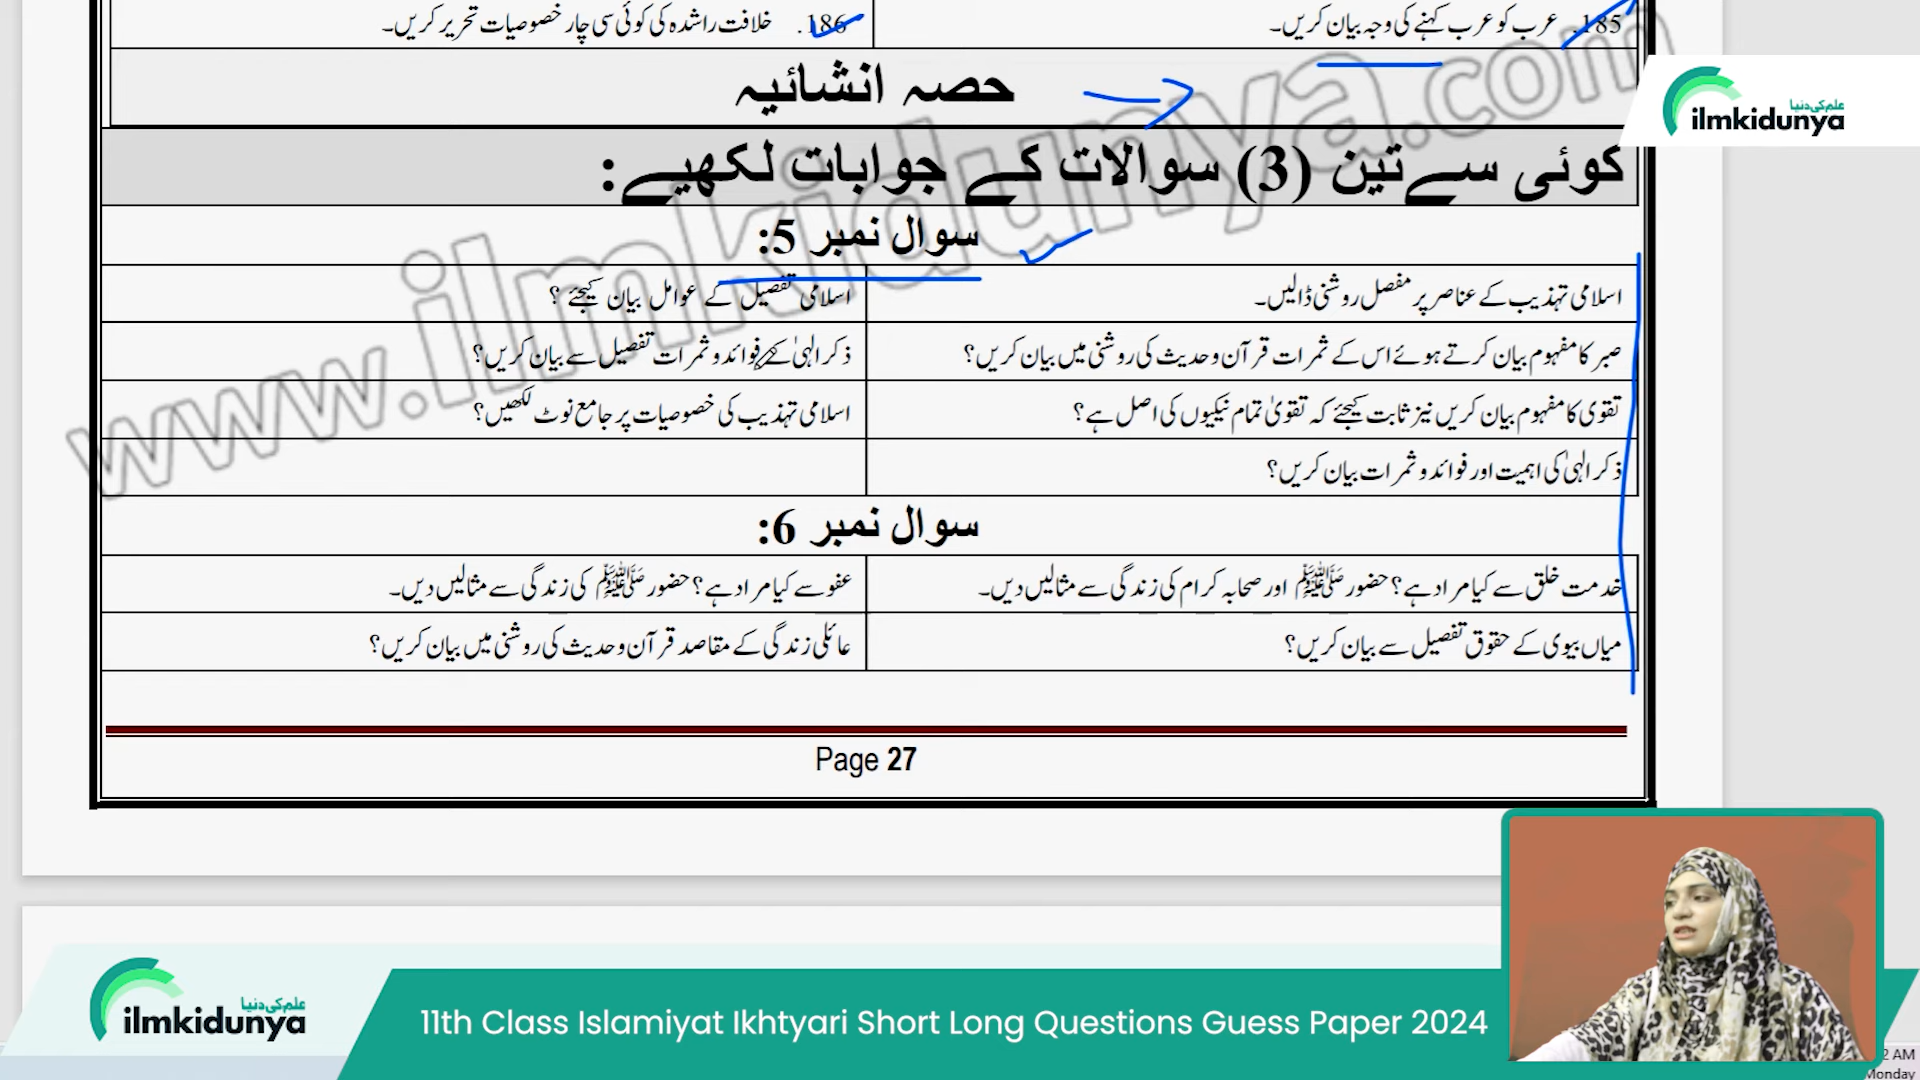 185. عرب کو عرب کہنے کی وجہ بیان کریں۔
186. خلافت راشدہ کی کوئی سی چار خصوصیات تحریر کریں۔
حصہ انشائیہ
علم کی دنیا
ilmkidunya
کوئی سے تین (3) سوالات کے جوابات لکھیے:
سوال نمبر 5:
اسلامی تہذیب کے عناصر پر مفصل روشنی ڈالیں۔
اسلامی تفصیل کے عوامل بیان کیجئے ؟
صبر کا مفہوم بیان کرتے ہوئے اس کے ثمرات قرآن و حدیث کی روشنی میں بیان کریں؟
ذکر الہیٰ کے فوائد و ثمرات تفصیل سے بیان کریں؟
تقوی کا مفہوم بیان کریں نیز ثابت کیجئے کہ تقویٰ تمام نیکیوں کی اصل ہے؟
اسلامی تہذیب کی خصوصیات پر جامع نوٹ لکھیں؟
ذکر الہیٰ کی اہمیت اور فوائد و ثمرات بیان کریں؟
www.ilmkidunya.com
سوال نمبر 6:
خدمت خلق سے کیا مراد ہے؟ حضور ﷺ اور صحابہ کرام کی زندگی سے مثالیں دیں۔
عفو سے کیا مراد ہے؟ حضور ﷺ کی زندگی سے مثالیں دیں۔
میاں بیوی کے حقوق تفصیل سے بیان کریں؟
عائلی زندگی کے مقاصد قرآن و حدیث کی روشنی میں بیان کریں؟
Page 27
علم کی دنیا
ilmkidunya
11th Class Islamiyat Ikhtyari Short Long Questions Guess Paper 2024
2 AM
Monday